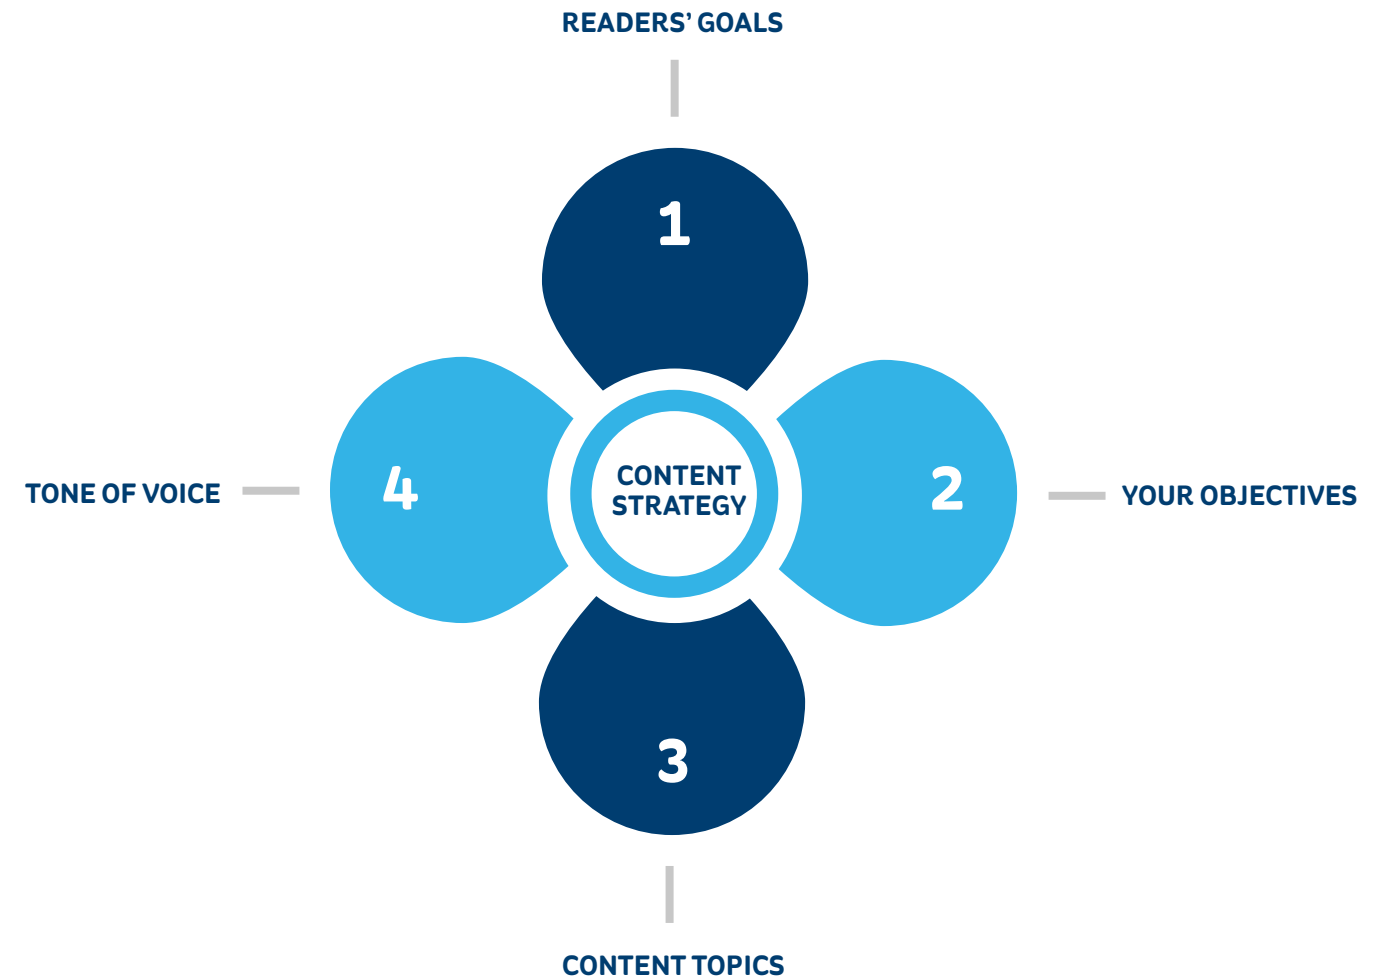 READERS’ GOALS
1
4
CONTENT
STRATEGY
2
TONE OF VOICE
YOUR OBJECTIVES
3
CONTENT TOPICS